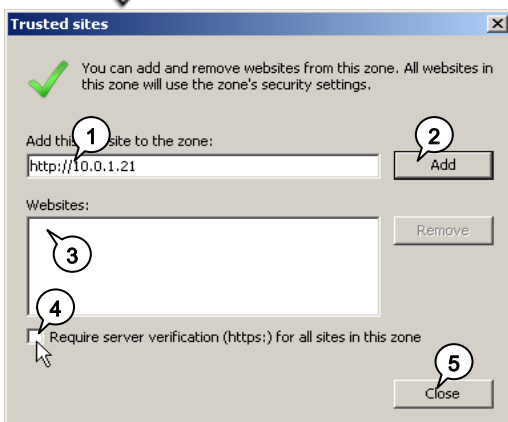 Trusted sites
You can add and remove websites from this zone. All websites in
this zone will use the zone's security settings.
1
2
Add this site to the zone:
http://10.0.1.21
Add
Websites:
Remove
3
4
Require server verification (https:) for all sites in this zone
5
Close